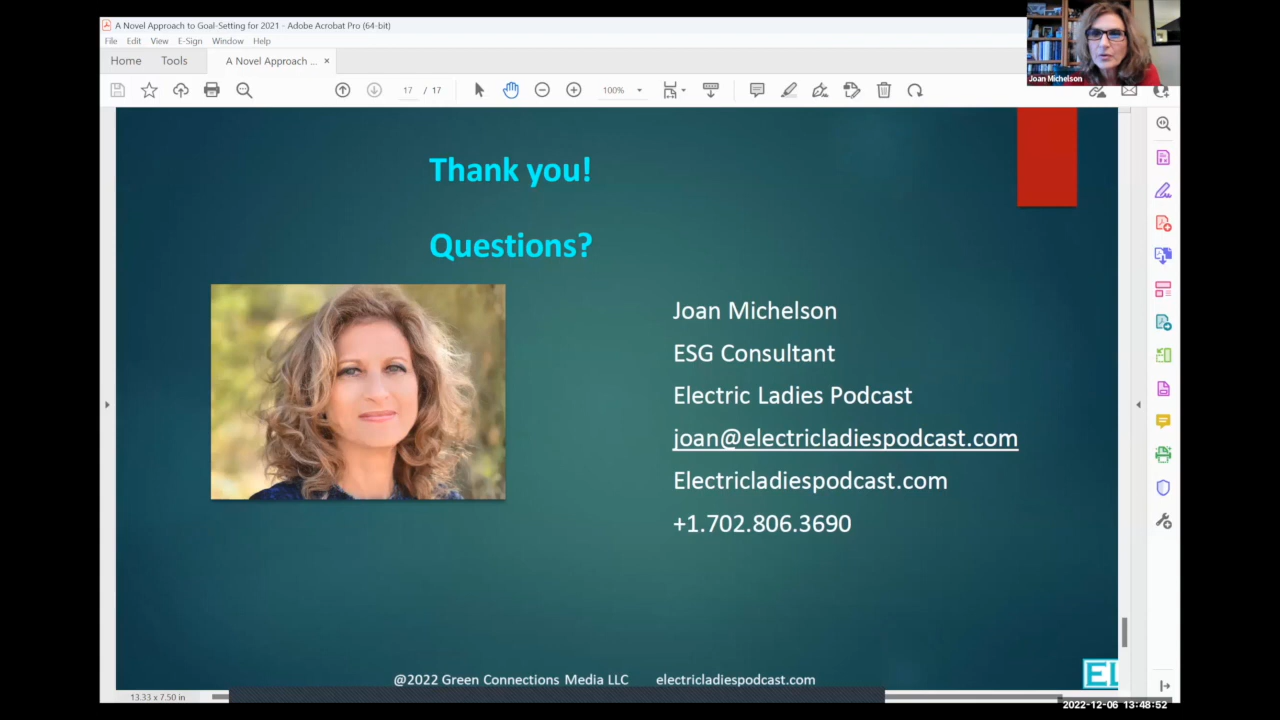 A Novel Approach to Goal-Setting for 2021 - Adobe Acrobat Pro (64-bit)
File Edit View E-Sign Window Help
Home Tools A Novel Approach ... ×
17 / 17 100%
Joan Michelson
Thank you!
Questions?
Joan Michelson
ESG Consultant
Electric Ladies Podcast
joan@electricladiespodcast.com
Electricladiespodcast.com
+1.702.806.3690
@2022 Green Connections Media LLC electricladiespodcast.com
EL
13.33 x 7.50 in
2022-12-06 13:48:52